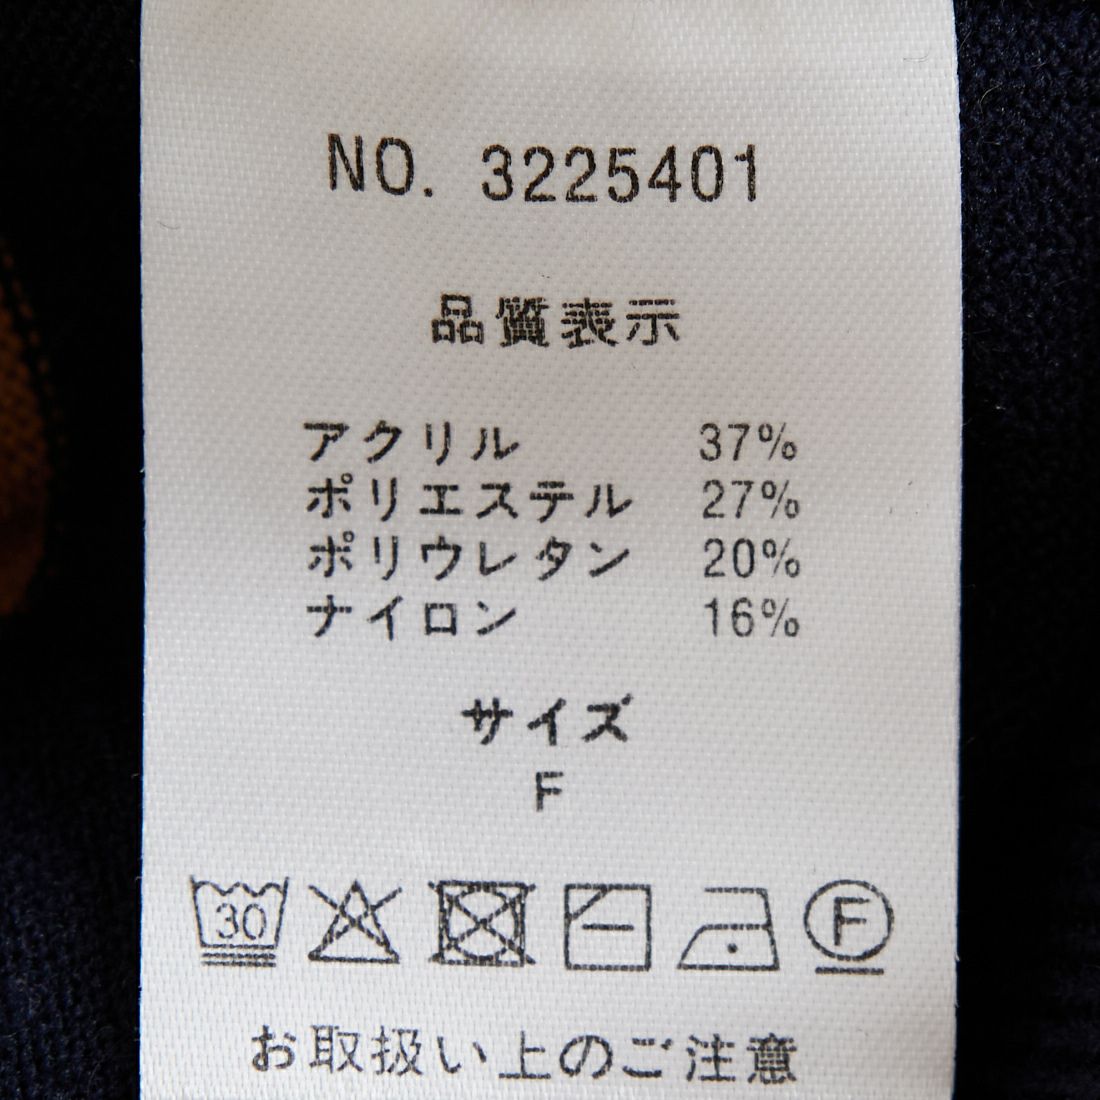 NO. 3225401
品質表示
アクリル 37%
ポリエステル 27%
ポリウレタン 20%
ナイロン 16%
サイズ
F
30 F
お取扱い上のご注意